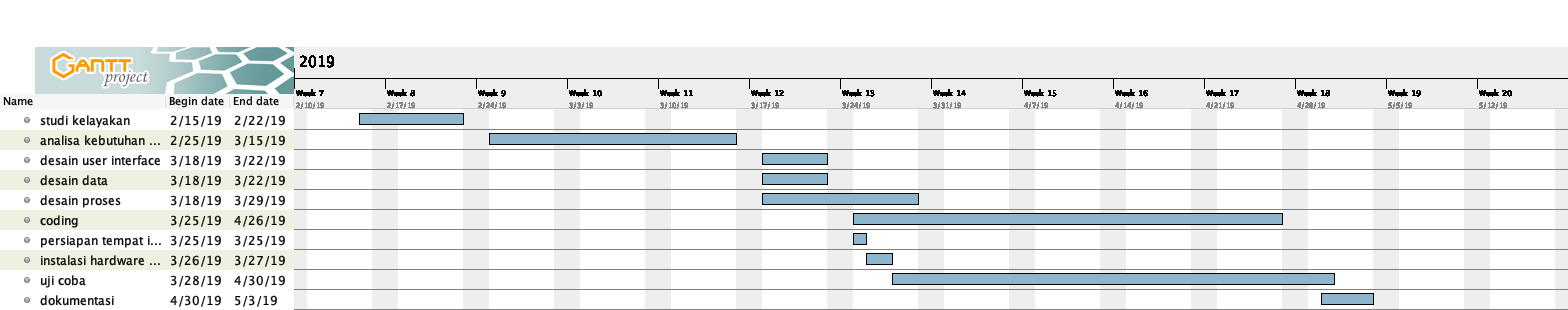 GANTT
project
2019
Week 7 Week 8 Week 9 Week 10 Week 11 Week 12 Week 13 Week 14 Week 15 Week 16 Week 17 Week 18 Week 19 Week 20
Name Begin date End date 2/10/19 2/17/19 2/24/19 3/3/19 3/10/19 3/17/19 3/24/19 3/31/19 4/7/19 4/14/19 4/21/19 4/28/19 5/5/19 5/12/19
studi kelayakan 2/15/19 2/22/19
analisa kebutuhan ... 2/25/19 3/15/19
desain user interface 3/18/19 3/22/19
desain data 3/18/19 3/22/19
desain proses 3/18/19 3/29/19
coding 3/25/19 4/26/19
persiapan tempat i... 3/25/19 3/25/19
instalasi hardware ... 3/26/19 3/27/19
uji coba 3/28/19 4/30/19
dokumentasi 4/30/19 5/3/19